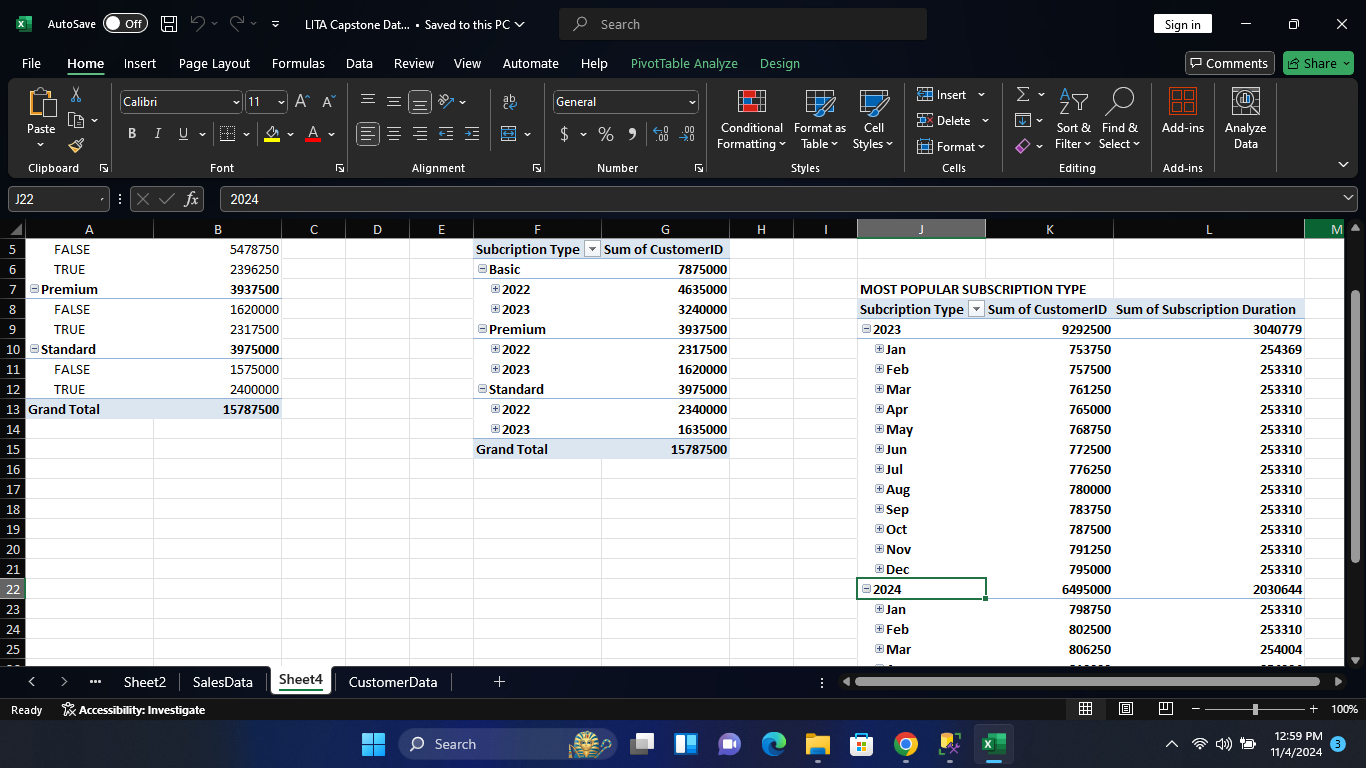 AutoSave Off LITA Capstone Dat... • Saved to this PC Search Sign in
File Home Insert Page Layout Formulas Data Review View Automate Help PivotTable Analyze Design Comments Share
Paste Calibri 11 General Conditional Formatting Format as Table Cell Styles Insert Delete Format Sort & Filter Find & Select Add-ins Analyze Data
Clipboard Font Alignment Number Styles Cells Editing Add-ins
J22 fx 2024
A B C D E F G H I J K L M
5 FALSE 5478750 Subcription Type Sum of CustomerID
6 TRUE 2396250 Basic 7875000
7 Premium 3937500 2022 4635000 MOST POPULAR SUBSCRIPTION TYPE
8 FALSE 1620000 2023 3240000 Subcription Type Sum of CustomerID Sum of Subscription Duration
9 TRUE 2317500 Premium 3937500 2023 9292500 3040779
10 Standard 3975000 2022 2317500 Jan 753750 254369
11 FALSE 1575000 2023 1620000 Feb 757500 253310
12 TRUE 2400000 Standard 3975000 Mar 761250 253310
13 Grand Total 15787500 2022 2340000 Apr 765000 253310
14 2023 1635000 May 768750 253310
15 Grand Total 15787500 Jun 772500 253310
16 Jul 776250 253310
17 Aug 780000 253310
18 Sep 783750 253310
19 Oct 787500 253310
20 Nov 791250 253310
21 Dec 795000 253310
22 2024 6495000 2030644
23 Jan 798750 253310
24 Feb 802500 253310
25 Mar 806250 254004
Sheet2 SalesData Sheet4 CustomerData
Ready Accessibility: Investigate 100%
Search 12:59 PM
11/4/2024 3